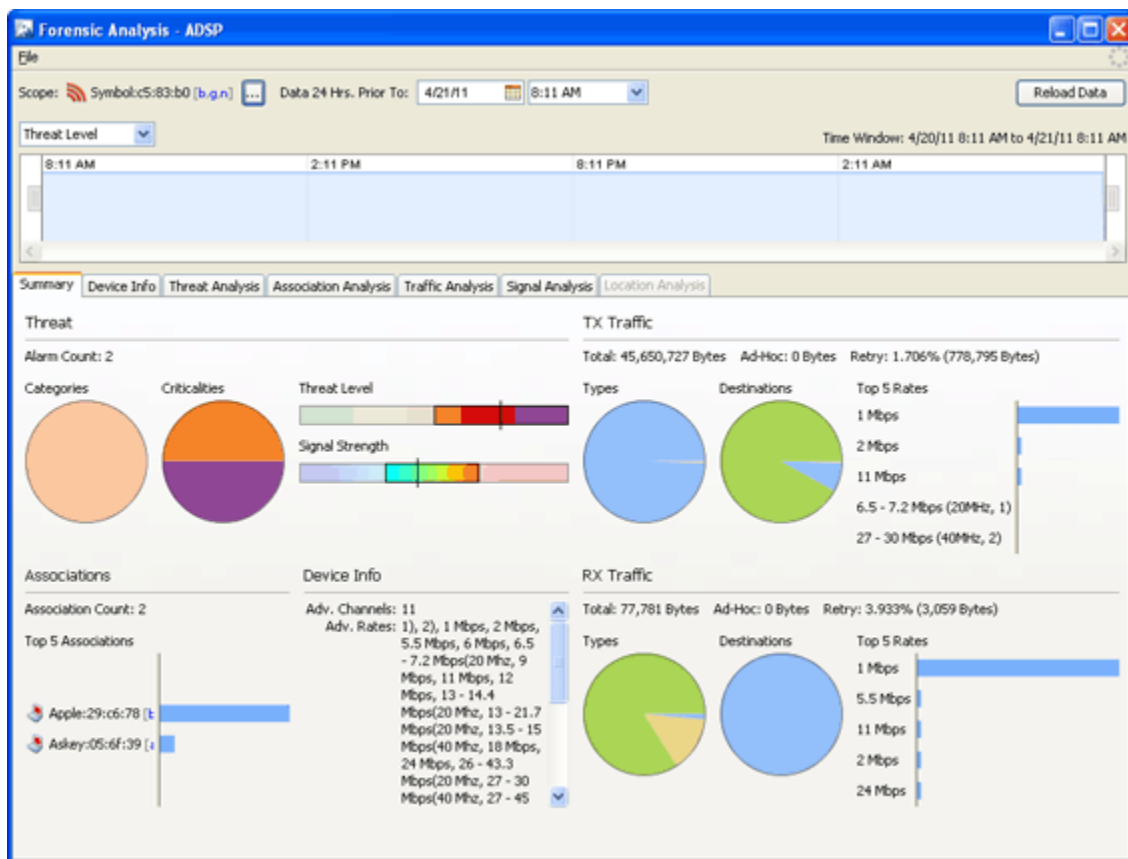 Forensic Analysis - ADSP
File
Scope: Symbol:c5:83:b0 [b,g,n] ... Data 24 Hrs. Prior To: 4/21/11 8:11 AM Reload Data
Threat Level Time Window: 4/20/11 8:11 AM to 4/21/11 8:11 AM
8:11 AM 2:11 PM 8:11 PM 2:11 AM
Summary Device Info Threat Analysis Association Analysis Traffic Analysis Signal Analysis Location Analysis
Threat
Alarm Count: 2
Categories Criticalities Threat Level
Signal Strength
TX Traffic
Total: 45,650,727 Bytes Ad-Hoc: 0 Bytes Retry: 1.706% (778,795 Bytes)
Types Destinations Top 5 Rates
1 Mbps
2 Mbps
11 Mbps
6.5 - 7.2 Mbps (20MHz, 1)
27 - 30 Mbps (40MHz, 2)
Associations
Association Count: 2
Top 5 Associations
Apple:29:c6:78 [b
Askey:05:6f:39 [a
Device Info
Adv. Channels: 11
Adv. Rates: 1), 2), 1 Mbps, 2 Mbps,
5.5 Mbps, 6 Mbps, 6.5
- 7.2 Mbps(20 Mhz, 9
Mbps, 11 Mbps, 12
Mbps, 13 - 14.4
Mbps(20 Mhz, 13 - 21.7
Mbps(20 Mhz, 13.5 - 15
Mbps(40 Mhz, 18 Mbps,
24 Mbps, 26 - 43.3
Mbps(20 Mhz, 27 - 30
Mbps(40 Mhz, 27 - 45
RX Traffic
Total: 77,781 Bytes Ad-Hoc: 0 Bytes Retry: 3.933% (3,059 Bytes)
Types Destinations Top 5 Rates
1 Mbps
5.5 Mbps
11 Mbps
2 Mbps
24 Mbps